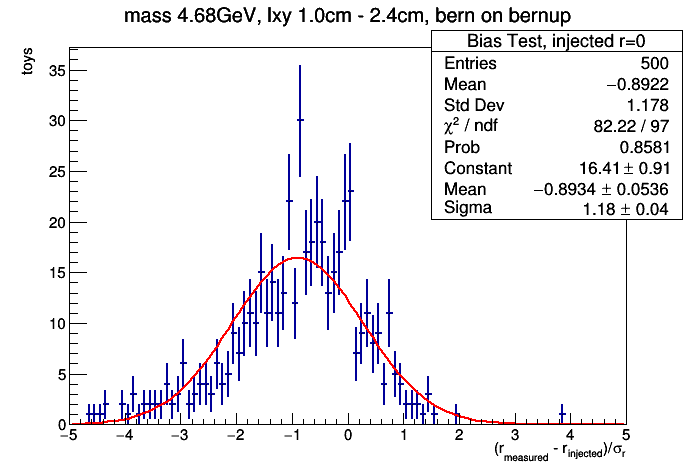 mass 4.68GeV, lxy 1.0cm - 2.4cm, bern on bernup
Bias Test, injected r=0
Entries 500
Mean −0.8922
Std Dev 1.178
χ² / ndf 82.22 / 97
Prob 0.8581
Constant 16.41 ± 0.91
Mean −0.8934 ± 0.0536
Sigma 1.18 ± 0.04
toys
35
30
25
20
15
10
5
0
−5 −4 −3 −2 −1 0 1 2 3 4 5
(r_measured - r_injected)/σ_r